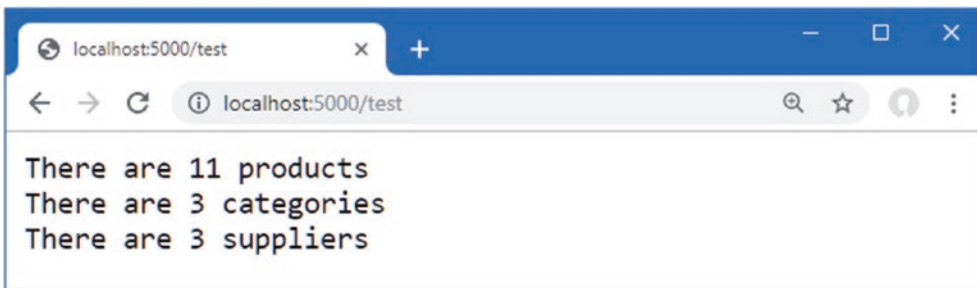 localhost:5000/test
localhost:5000/test
There are 11 products
There are 3 categories
There are 3 suppliers